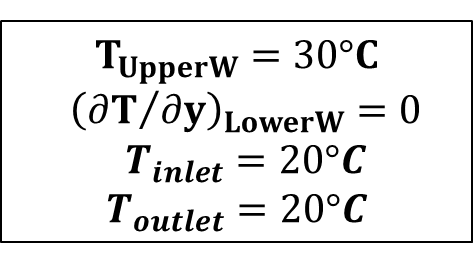 T_UpperW = 30°C
(∂T/∂y)_LowerW = 0
T_inlet = 20°C
T_outlet = 20°C